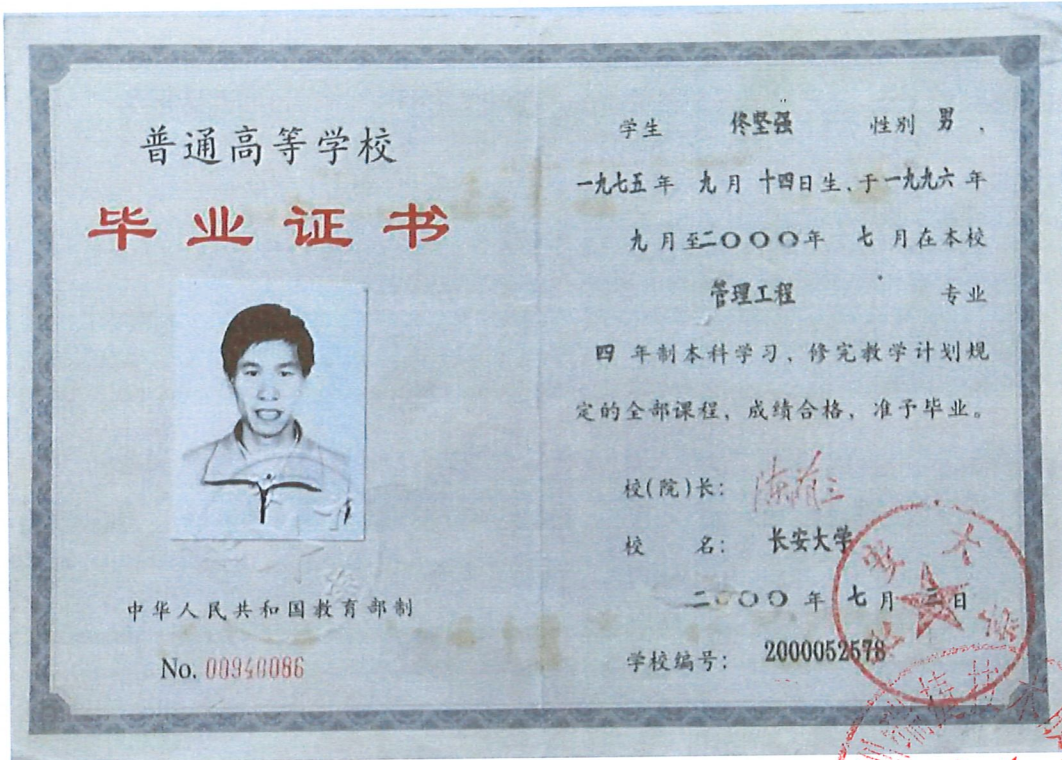 普通高等学校
毕业证书
中华人民共和国教育部制
No. 00940086
学生 佟坚强 性别 男,
一九七五年 九月 十四日生,于一九九六年
九月至二〇〇〇年 七月在本校
管理工程 专业
四 年制本科学习、修完教学计划规
定的全部课程,成绩合格,准予毕业。
校(院)长:
校 名: 长安大学
二〇〇〇年 七月 日
学校编号: 2000052578